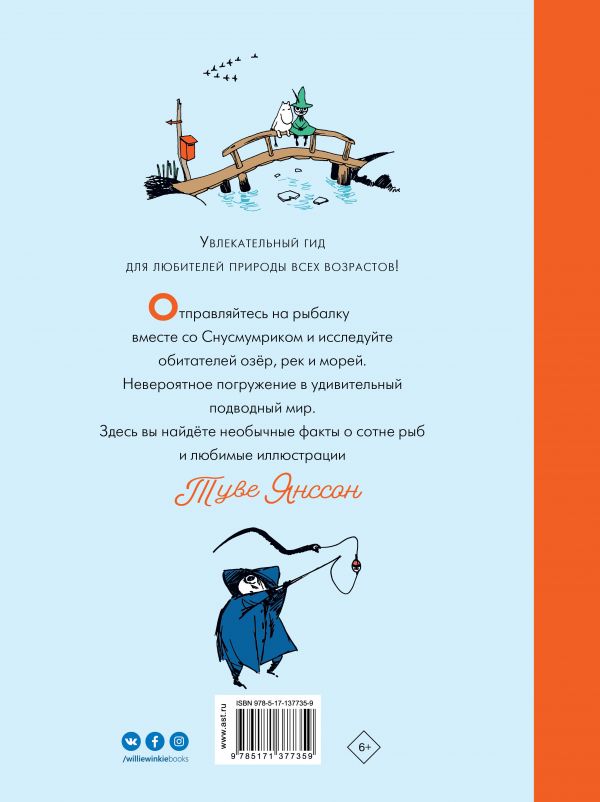 Увлекательный гид
для любителей природы всех возрастов!
Отправляйтесь на рыбалку
вместе со Снусмумриком и исследуйте
обитателей озёр, рек и морей.
Невероятное погружение в удивительный
подводный мир.
Здесь вы найдёте необычные факты о сотне рыб
и любимые иллюстрации
Туве Янссон
/williewinkiebooks
www.ast.ru
ISBN 978-5-17-137735-9
9 785171 377359
6+